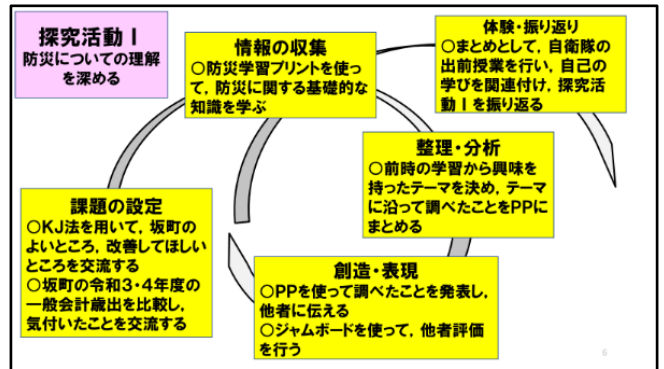 探究活動Ⅰ
防災についての理解
を深める
情報の収集
○防災学習プリントを使っ
て,防災に関する基礎的な
知識を学ぶ
体験・振り返り
○まとめとして,自衛隊の
出前授業を行い,自己の
学びを関連付け,探究活
動Ⅰを振り返る
整理・分析
○前時の学習から興味を
持ったテーマを決め,テーマ
に沿って調べたことをPPに
まとめる
課題の設定
○KJ法を用いて,坂町の
よいところ,改善してほしい
ところを交流する
○坂町の令和3・4年度の
一般会計歳出を比較し,
気付いたことを交流する
創造・表現
○PPを使って調べたことを発表し,
他者に伝える
○ジャムボードを使って,他者評価
を行う
6